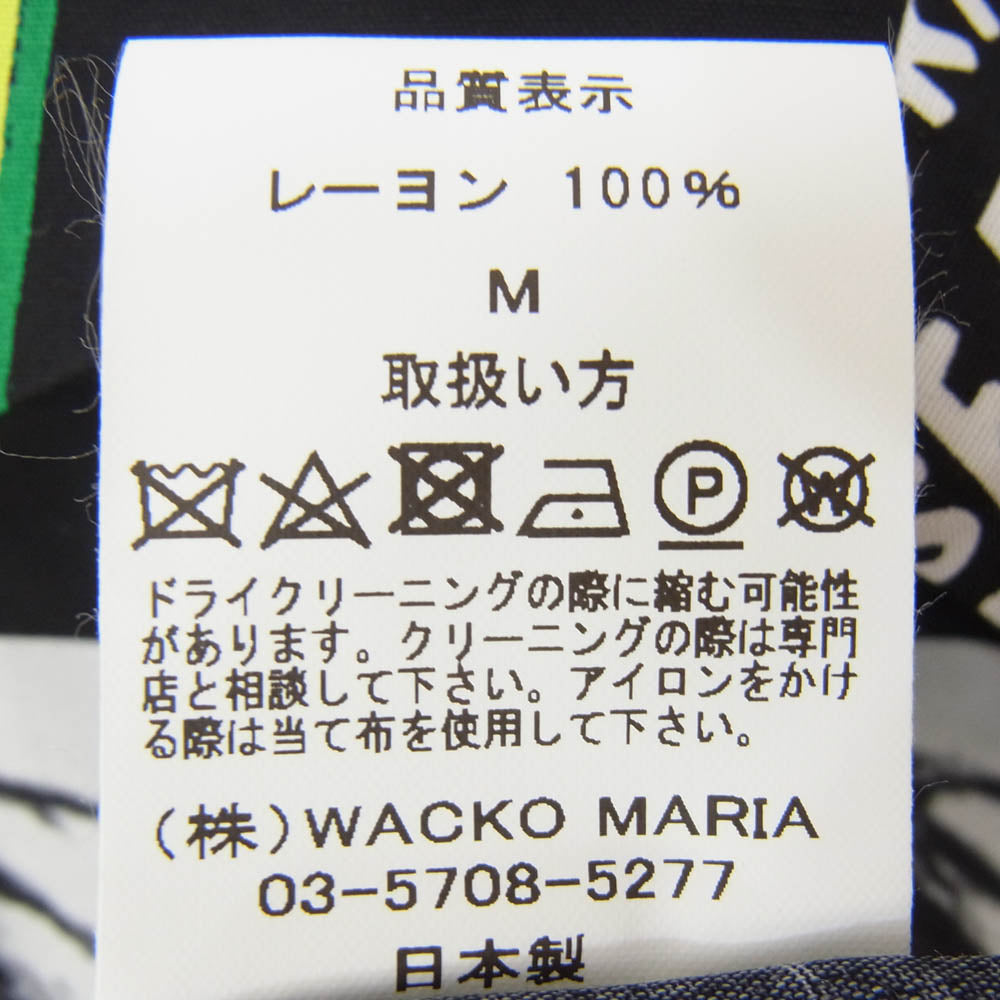 品質表示
レーヨン 100%
M
取扱い方
P W
ドライクリーニングの際に縮む可能性
があります。クリーニングの際は専門
店と相談して下さい。アイロンをかけ
る際は当て布を使用して下さい。
(株)WACKO MARIA
03-5708-5277
日本製